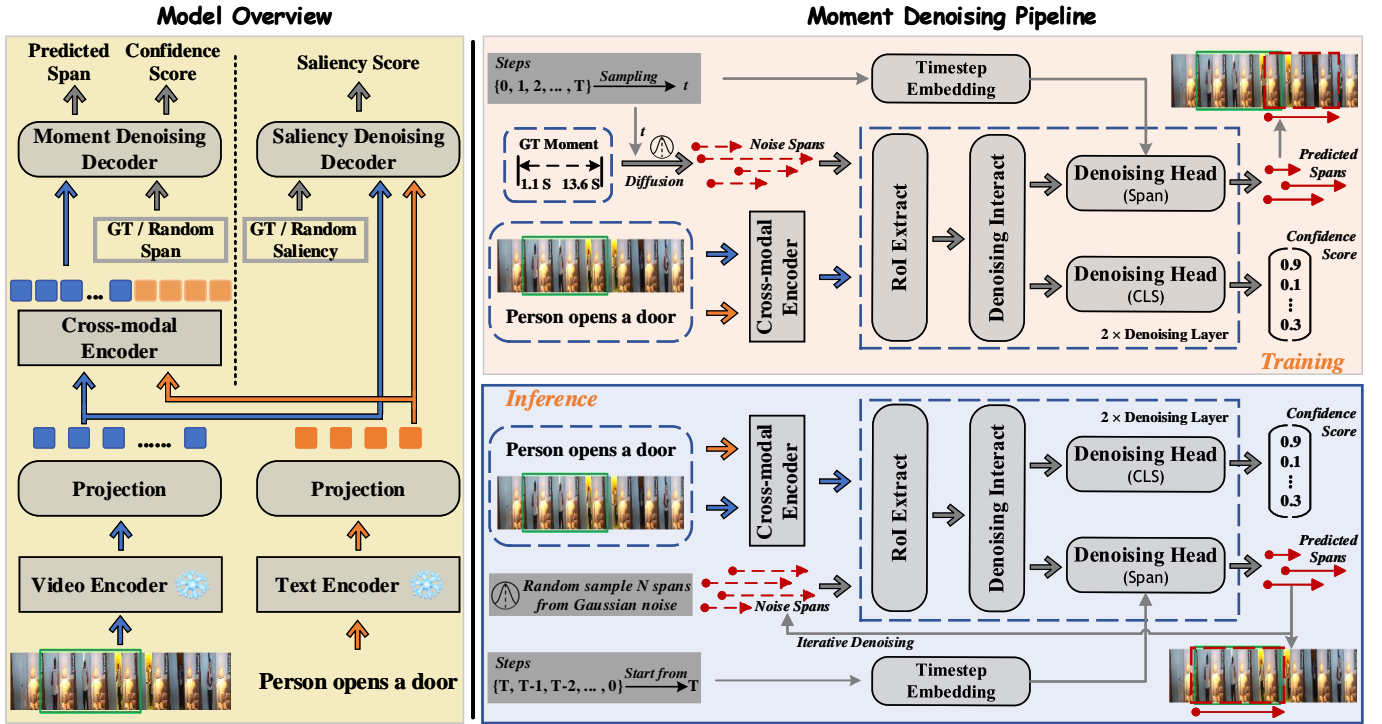 Model Overview
Predicted
Span
Confidence
Score
Saliency Score
Moment Denoising
Decoder
Saliency Denoising
Decoder
GT / Random
Span
GT / Random
Saliency
...
Cross-modal
Encoder
......
Projection
Projection
Video Encoder
Text Encoder
Person opens a door
Moment Denoising Pipeline
Steps
{0, 1, 2, ... , T}
Sampling
t
Timestep
Embedding
t
GT Moment
1.1 S 13.6 S
Diffusion
Noise Spans
Person opens a door
Cross-modal
Encoder
RoI Extract
Denoising Interact
Denoising Head
(Span)
Denoising Head
(CLS)
2 × Denoising Layer
Predicted
Spans
Confidence
Score
0.9
0.1
⋮
0.3
Training
Inference
Person opens a door
Cross-modal
Encoder
RoI Extract
Denoising Interact
2 × Denoising Layer
Denoising Head
(CLS)
Denoising Head
(Span)
Confidence
Score
0.9
0.1
⋮
0.3
Predicted
Spans
Random sample N spans
from Gaussian noise
Noise Spans
Iterative Denoising
Steps
{T, T-1, T-2, ... , 0}
Start from
T
Timestep
Embedding